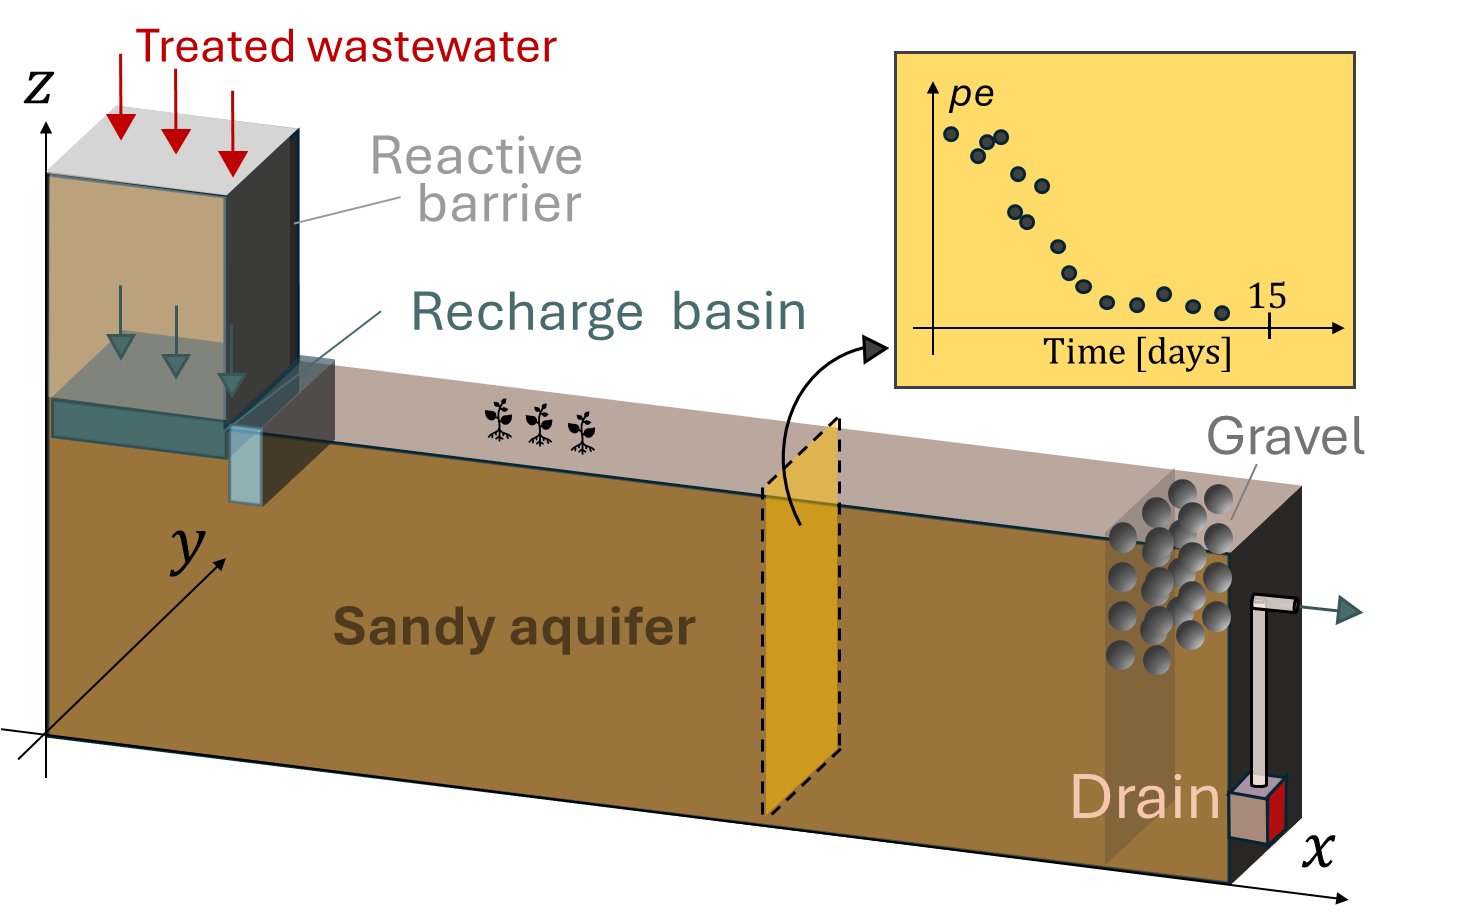 Treated wastewater
z
Reactive
barrier
pe
15
Time [days]
Recharge basin
Gravel
y
Sandy aquifer
Drain
x